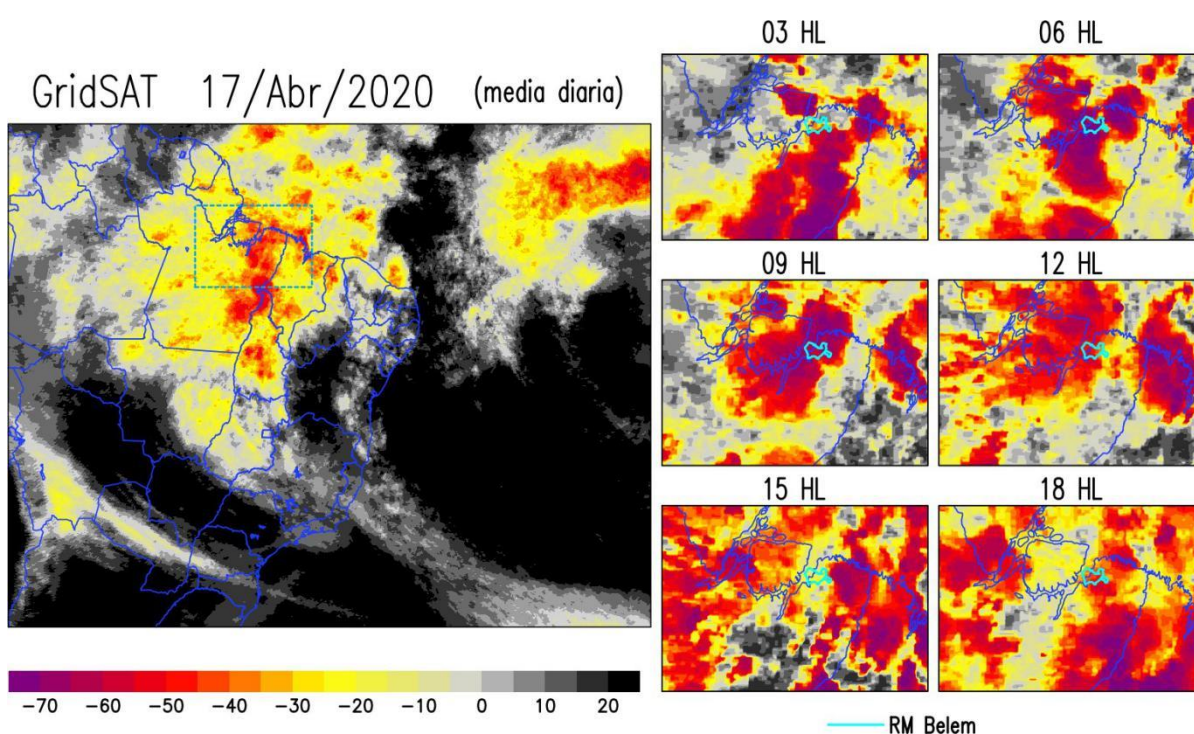 GridSAT 17/Abr/2020 (media diaria)
03 HL
06 HL
09 HL
12 HL
15 HL
18 HL
-70 -60 -50 -40 -30 -20 -10 0 10 20
RM Belem